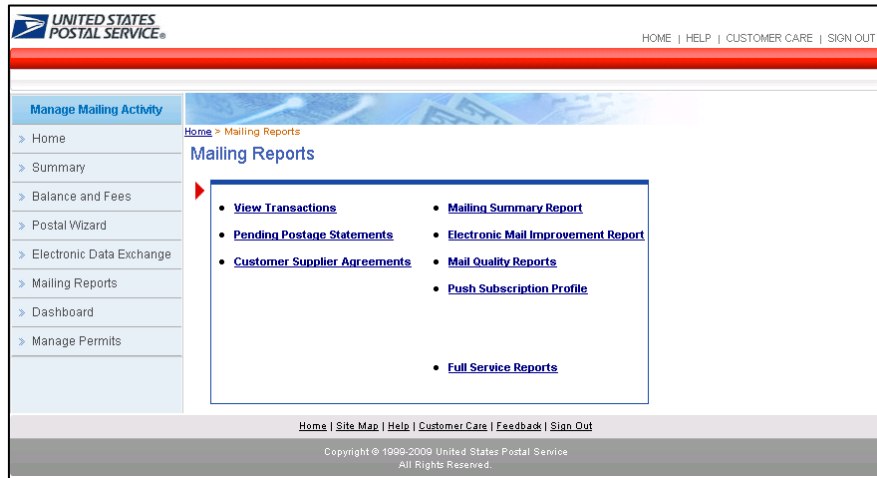 UNITED STATES
POSTAL SERVICE®
HOME | HELP | CUSTOMER CARE | SIGN OUT
Manage Mailing Activity
» Home
» Summary
» Balance and Fees
» Postal Wizard
» Electronic Data Exchange
» Mailing Reports
» Dashboard
» Manage Permits
Home > Mailing Reports
Mailing Reports
• View Transactions
• Pending Postage Statements
• Customer Supplier Agreements
• Mailing Summary Report
• Electronic Mail Improvement Report
• Mail Quality Reports
• Push Subscription Profile
• Full Service Reports
Home | Site Map | Help | Customer Care | Feedback | Sign Out
Copyright © 1999-2009 United States Postal Service
All Rights Reserved.